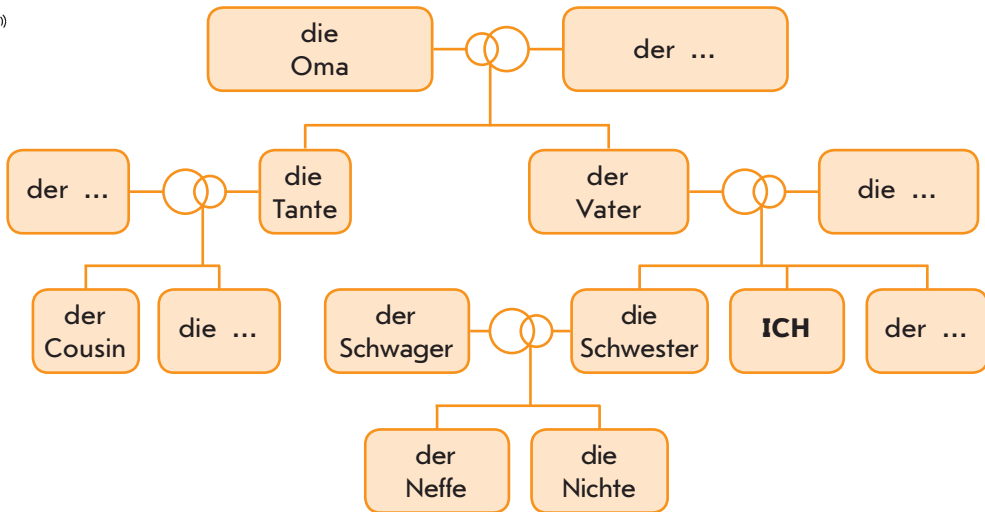 die
Oma
der ...
der ...
die
Tante
der
Vater
die ...
der
Cousin
die ...
der
Schwager
die
Schwester
ICH
der ...
der
Neffe
die
Nichte